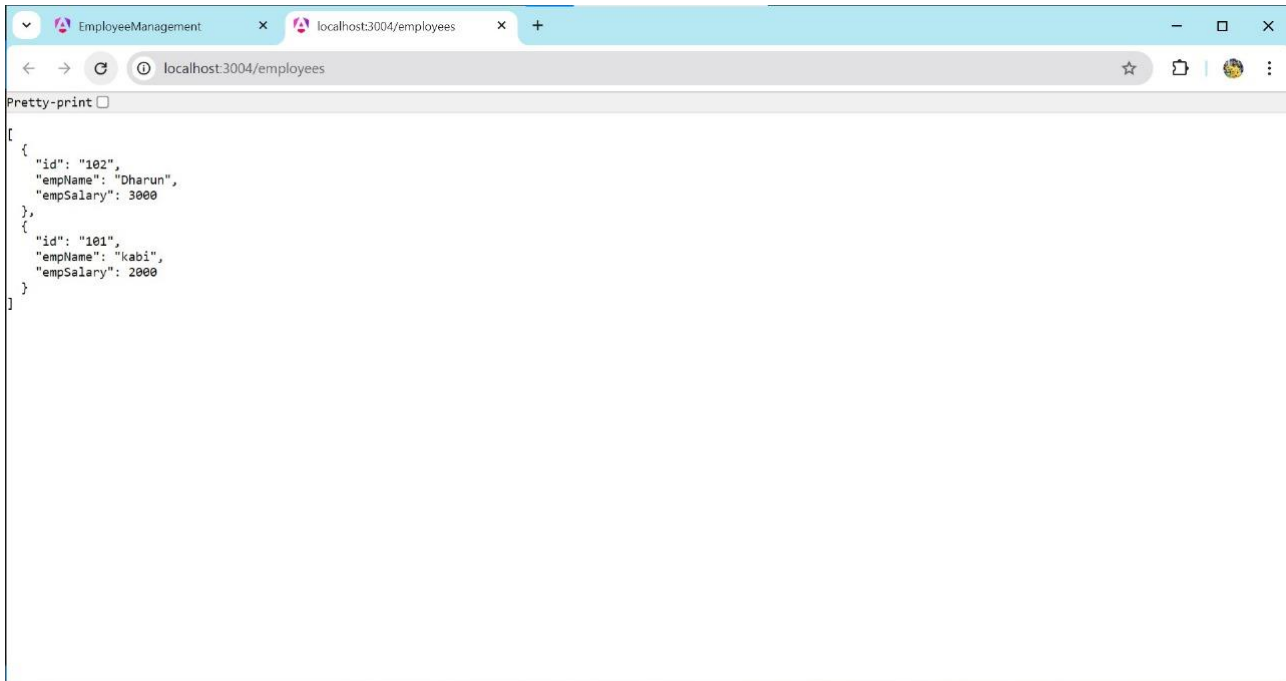 EmployeeManagement
localhost:3004/employees
localhost:3004/employees
Pretty-print
[
  {
    "id": "102",
    "empName": "Dharun",
    "empSalary": 3000
  },
  {
    "id": "101",
    "empName": "kabi",
    "empSalary": 2000
  }
]